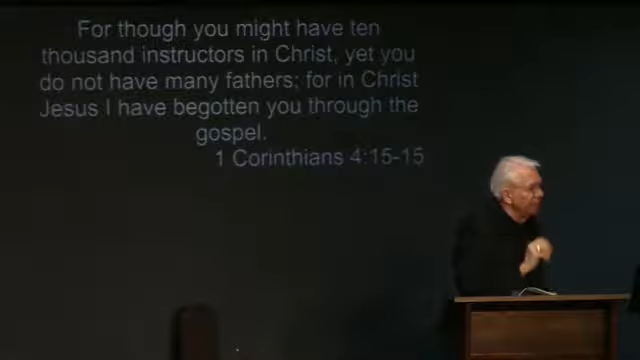 For though you might have ten
thousand instructors in Christ, yet you
do not have many fathers; for in Christ
Jesus I have begotten you through the
gospel.
1 Corinthians 4:15-15